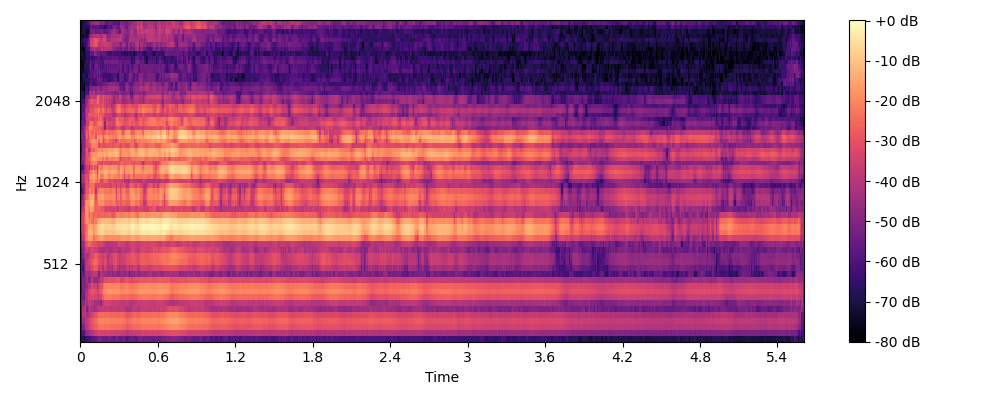 +0 dB
-10 dB
2048
-20 dB
-30 dB
Hz
1024
-40 dB
-50 dB
512
-60 dB
-70 dB
-80 dB
0 0.6 1.2 1.8 2.4 3 3.6 4.2 4.8 5.4
Time